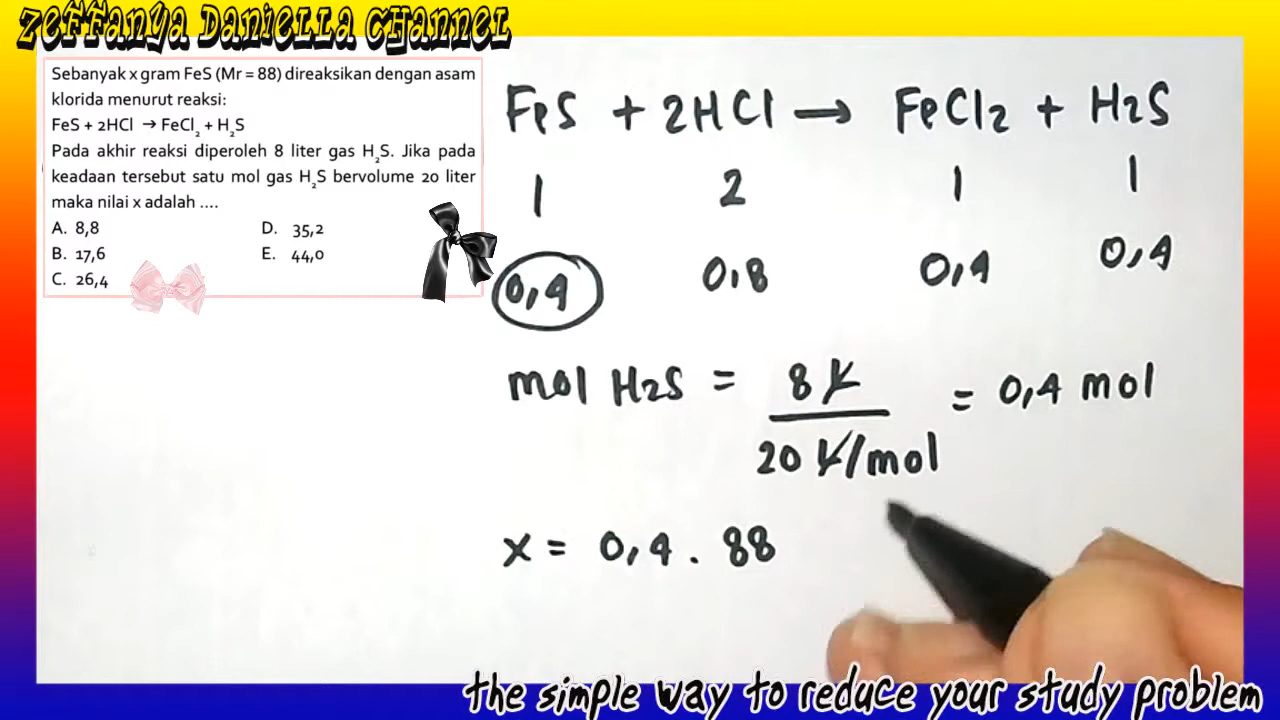 Zeffanya Daniella Channel
Sebanyak x gram FeS (Mr = 88) direaksikan dengan asam
klorida menurut reaksi:
FeS + 2HCl → FeCl₂ + H₂S
Pada akhir reaksi diperoleh 8 liter gas H₂S. Jika pada
keadaan tersebut satu mol gas H₂S bervolume 20 liter
maka nilai x adalah ....
A. 8,8
B. 17,6
C. 26,4
D. 35,2
E. 44,0
FeS + 2HCl → FeCl2 + H2S
1 2 1 1
0,4 0,8 0,4 0,4
mol H2S = 8 L / 20 L/mol = 0,4 mol
x = 0,4 . 88
the simple way to reduce your study problem